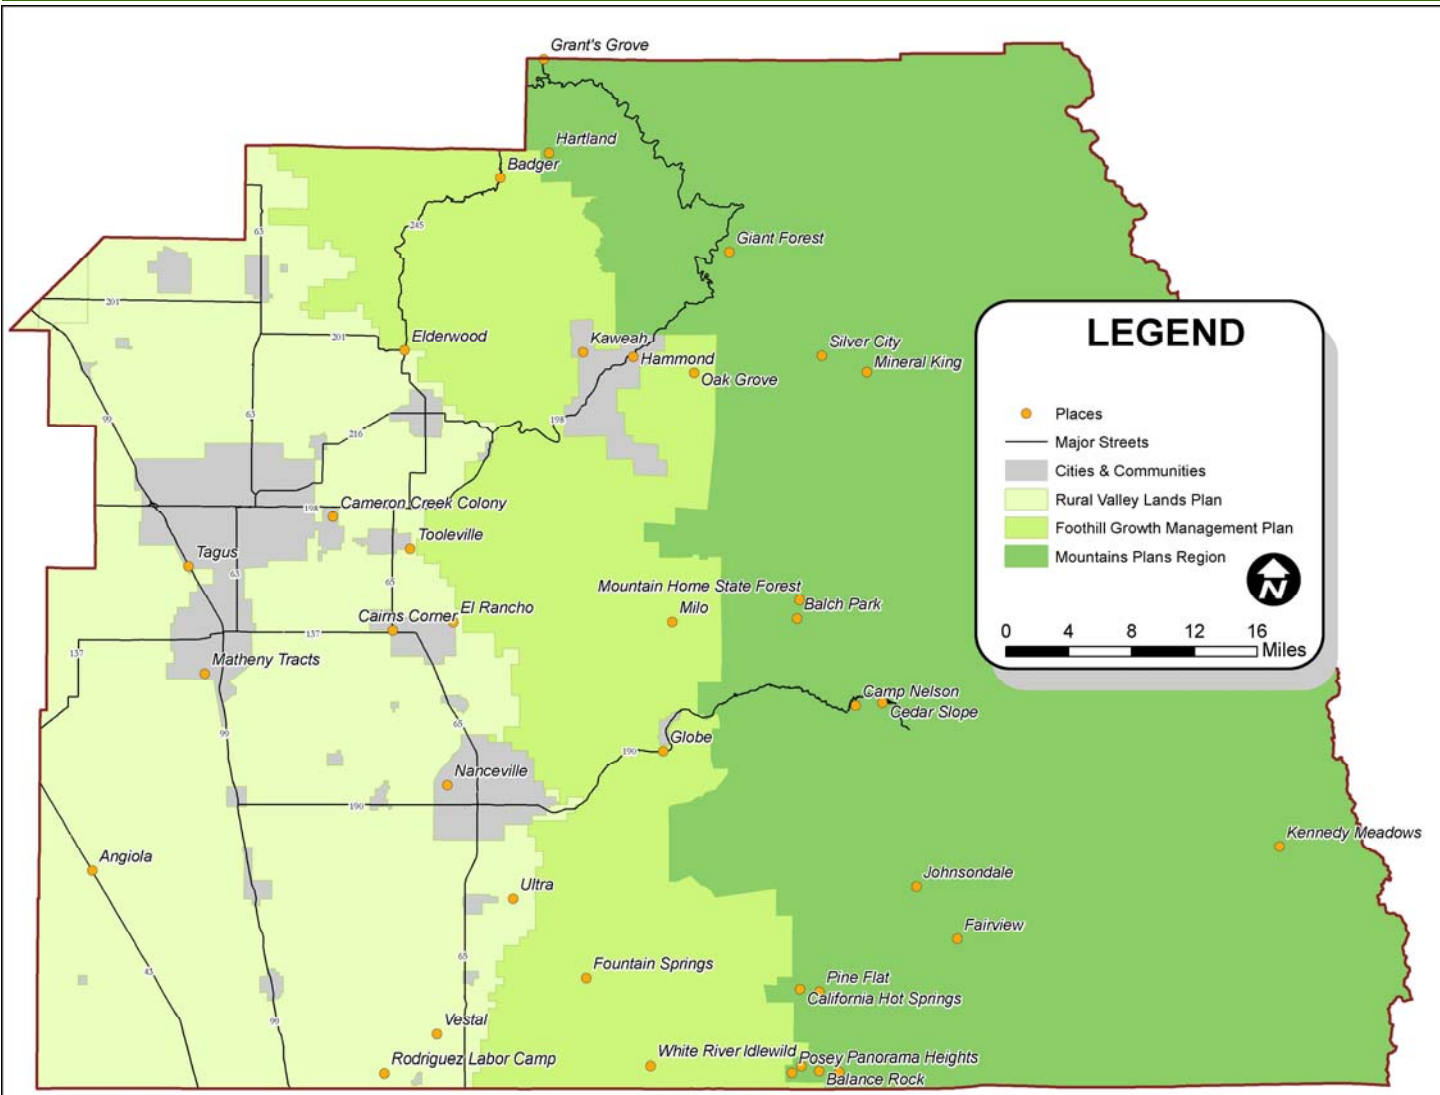 Grant's Grove
Hartland
Badger
245
63
Giant Forest
201
201
Elderwood
Kaweah
Hammond
Oak Grove
Silver City
Mineral King
LEGEND
Places
Major Streets
Cities & Communities
Rural Valley Lands Plan
Foothill Growth Management Plan
Mountains Plans Region
N
0 4 8 12 16
Miles
99
63
216
198
198
Cameron Creek Colony
Tooleville
Tagus
63
65
Mountain Home State Forest
Milo
Balch Park
Cairns Corner
El Rancho
137
137
Matheny Tracts
Camp Nelson
Cedar Slope
99
65
Globe
190
Nanceville
190
Kennedy Meadows
Angiola
Johnsondale
Ultra
Fairview
65
43
Fountain Springs
Pine Flat
California Hot Springs
99
Vestal
Rodriguez Labor Camp
White River Idlewild
Posey Panorama Heights
Balance Rock